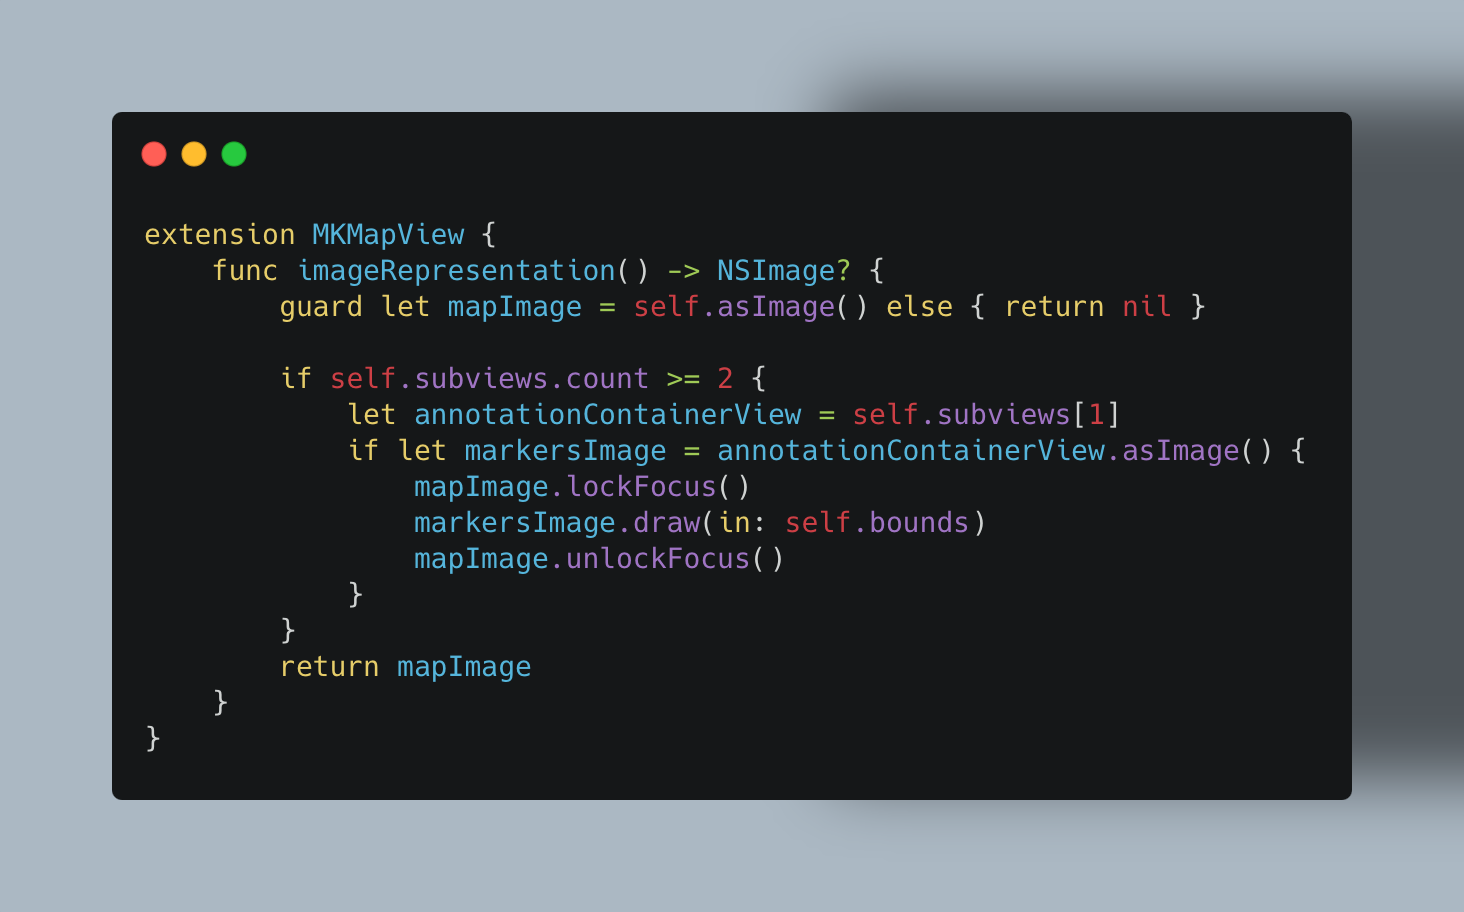 extension MKMapView {
    func imageRepresentation() -> NSImage? {
        guard let mapImage = self.asImage() else { return nil }

        if self.subviews.count >= 2 {
            let annotationContainerView = self.subviews[1]
            if let markersImage = annotationContainerView.asImage() {
                mapImage.lockFocus()
                markersImage.draw(in: self.bounds)
                mapImage.unlockFocus()
            }
        }
        return mapImage
    }
}